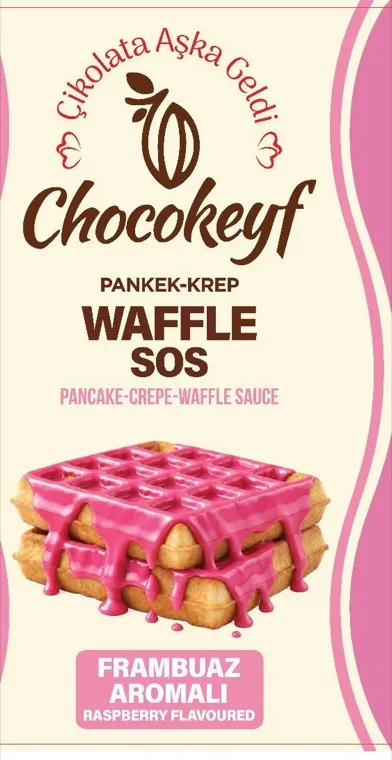 Çikolata Aşka Geldi
Chocokeyf
PANKEK-KREP
WAFFLE
SOS
PANCAKE-CREPE-WAFFLE SAUCE
FRAMBUAZ
AROMALI
RASPBERRY FLAVOURED